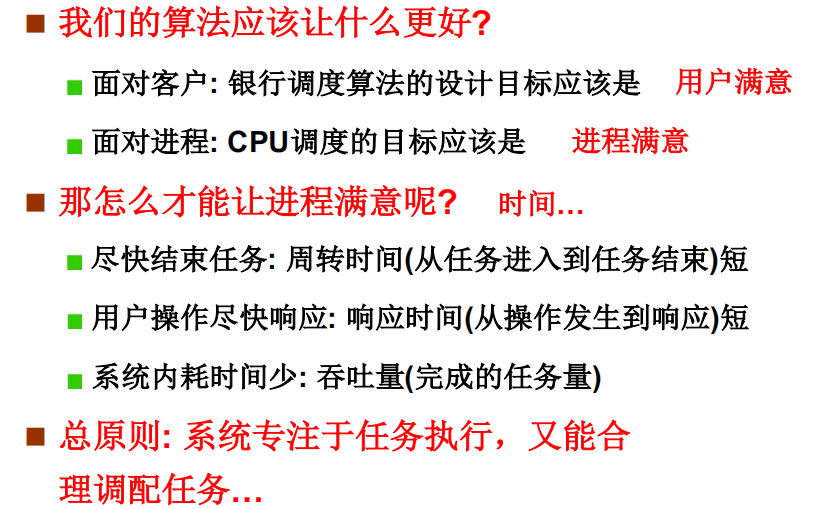 我们的算法应该让什么更好?
面对客户: 银行调度算法的设计目标应该是 用户满意
面对进程: CPU调度的目标应该是 进程满意
那怎么才能让进程满意呢? 时间…
尽快结束任务: 周转时间(从任务进入到任务结束)短
用户操作尽快响应: 响应时间(从操作发生到响应)短
系统内耗时间少: 吞吐量(完成的任务量)
总原则: 系统专注于任务执行，又能合
理调配任务…